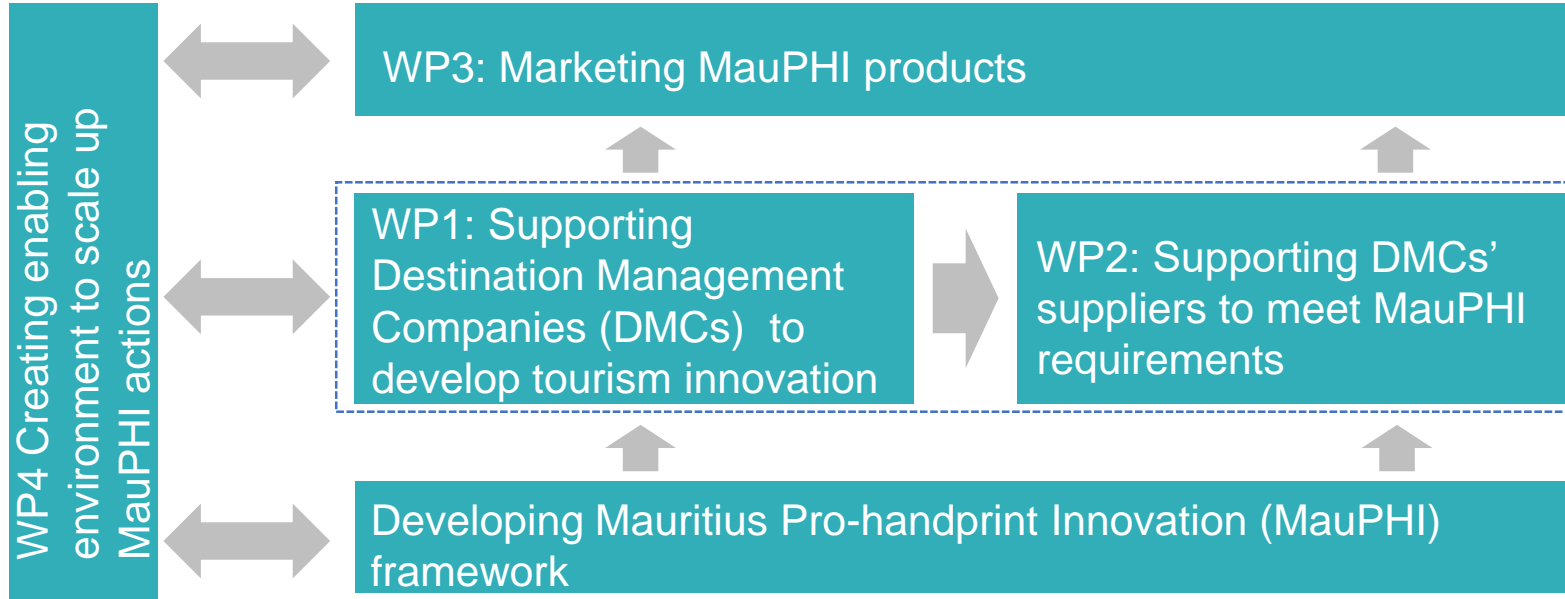 WP4 Creating enabling
environment to scale up
MauPHI actions
WP3: Marketing MauPHI products
WP1: Supporting
Destination Management
Companies (DMCs) to
develop tourism innovation
WP2: Supporting DMCs’
suppliers to meet MauPHI
requirements
Developing Mauritius Pro-handprint Innovation (MauPHI)
framework